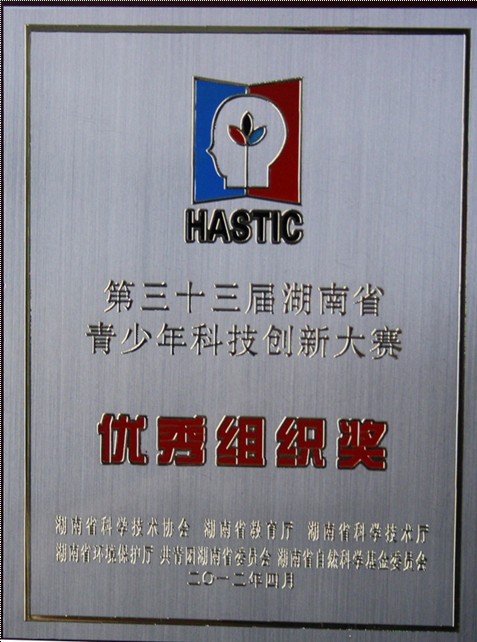 HASTIC
第三十三届湖南省
青少年科技创新大赛
优秀组织奖
湖南省科学技术协会 湖南省教育厅 湖南省科学技术厅
湖南省环境保护厅 共青团湖南省委员会 湖南省自然科学基金委员会
二〇一二年四月